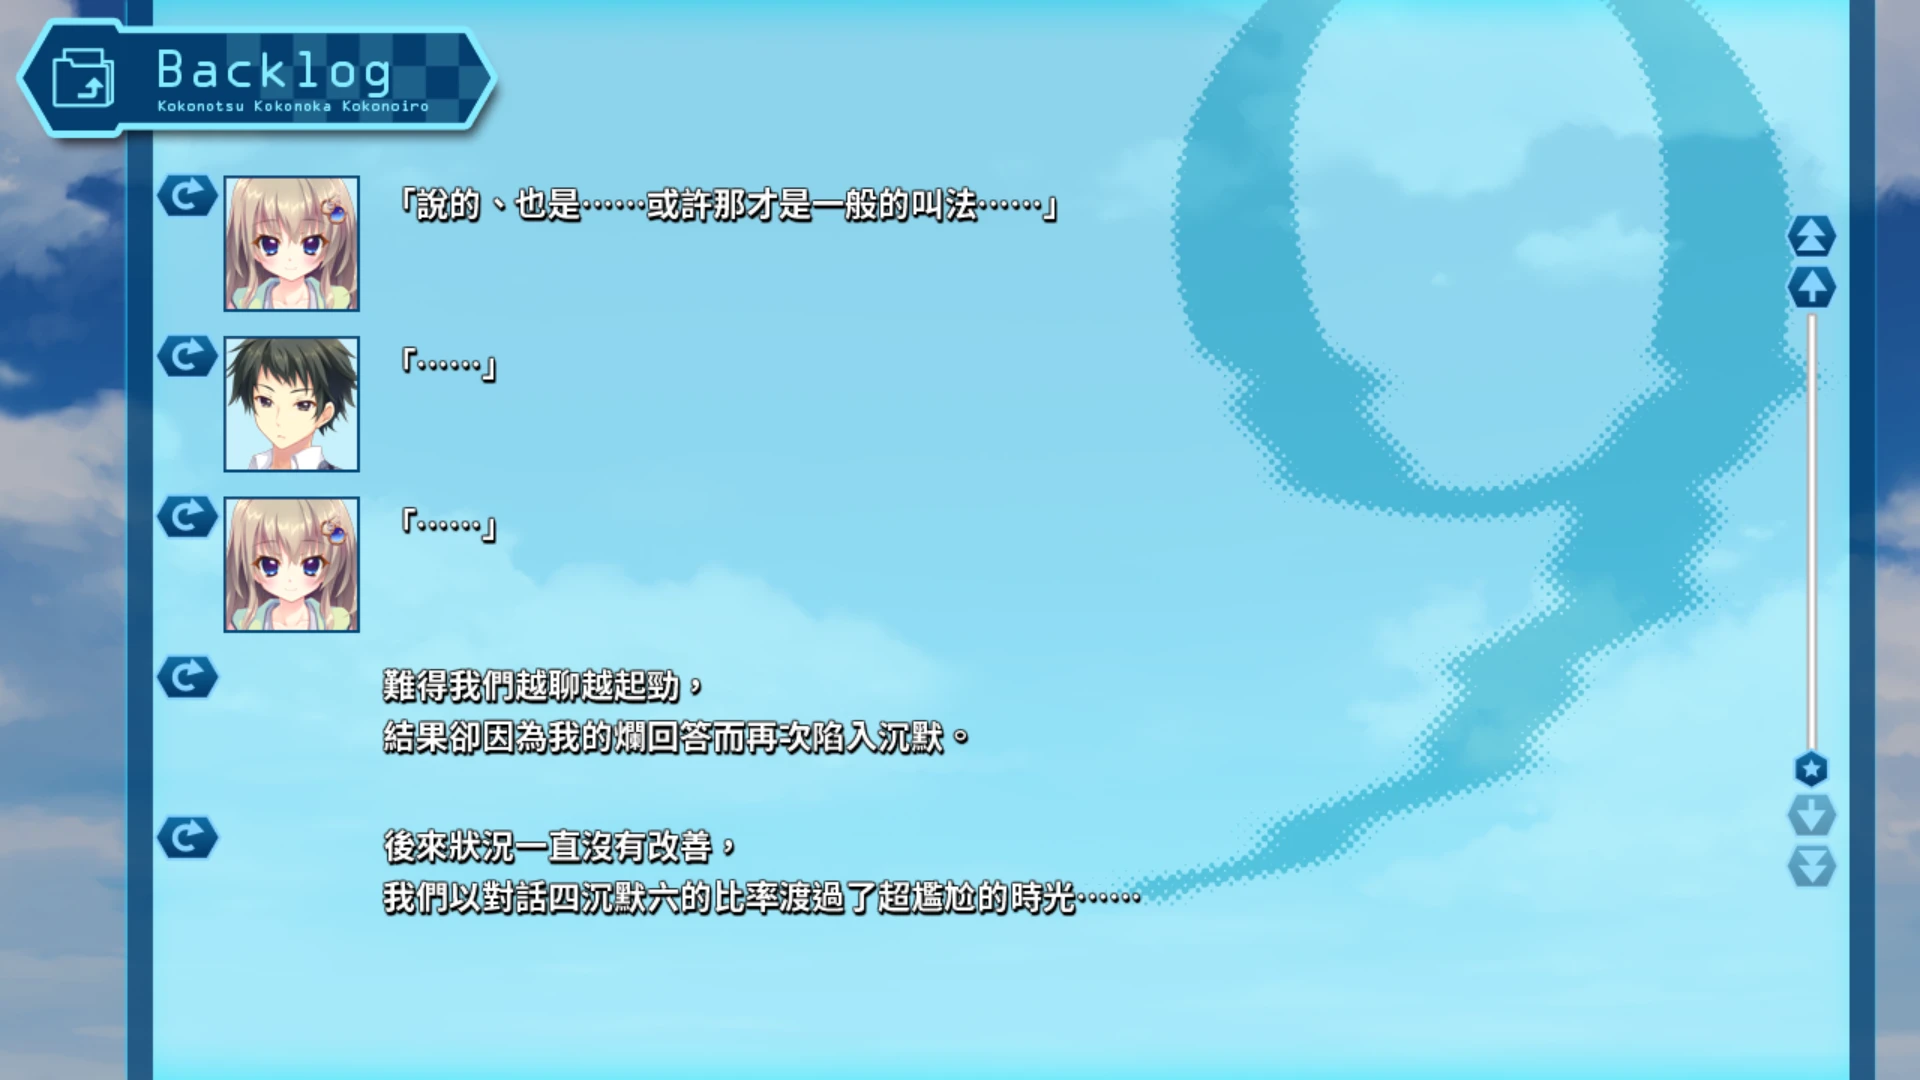 Backlog
Kokonotsu Kokonoka Kokonoiro
「說的、也是⋯⋯或許那才是一般的叫法⋯⋯」
「⋯⋯」
「⋯⋯」
難得我們越聊越起勁，
結果卻因為我的爛回答而再次陷入沉默。
後來狀況一直沒有改善，
我們以對話四沉默六的比率渡過了超尷尬的時光⋯⋯